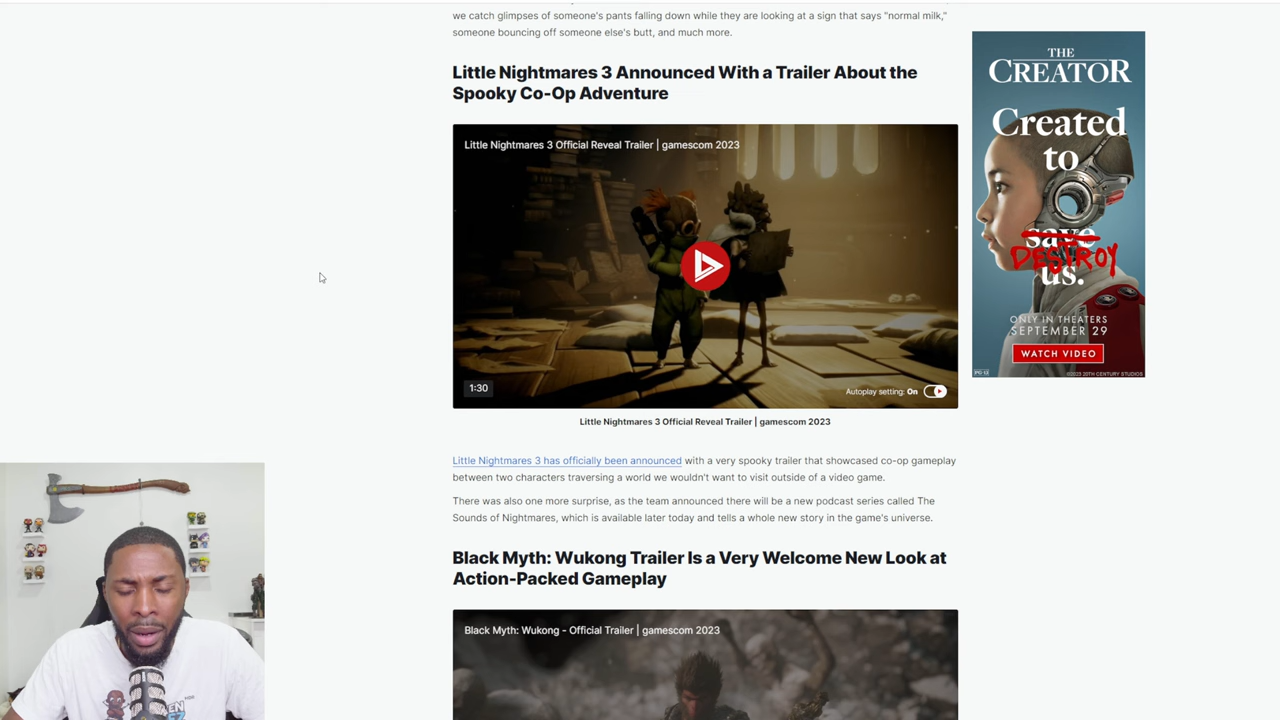 we catch glimpses of someone's pants falling down while they are looking at a sign that says "normal milk,"
someone bouncing off someone else's butt, and much more.
Little Nightmares 3 Announced With a Trailer About the
Spooky Co-Op Adventure
Little Nightmares 3 Official Reveal Trailer | gamescom 2023
1:30
Autoplay setting: On
Little Nightmares 3 Official Reveal Trailer | gamescom 2023
Little Nightmares 3 has officially been announced with a very spooky trailer that showcased co-op gameplay
between two characters traversing a world we wouldn't want to visit outside of a video game.
There was also one more surprise, as the team announced there will be a new podcast series called The
Sounds of Nightmares, which is available later today and tells a whole new story in the game's universe.
Black Myth: Wukong Trailer Is a Very Welcome New Look at
Action-Packed Gameplay
Black Myth: Wukong - Official Trailer | gamescom 2023
THE
CREATOR
Created
to
save
DESTROY
us.
ONLY IN THEATERS
SEPTEMBER 29
WATCH VIDEO
PG-13
©2023 20TH CENTURY STUDIOS